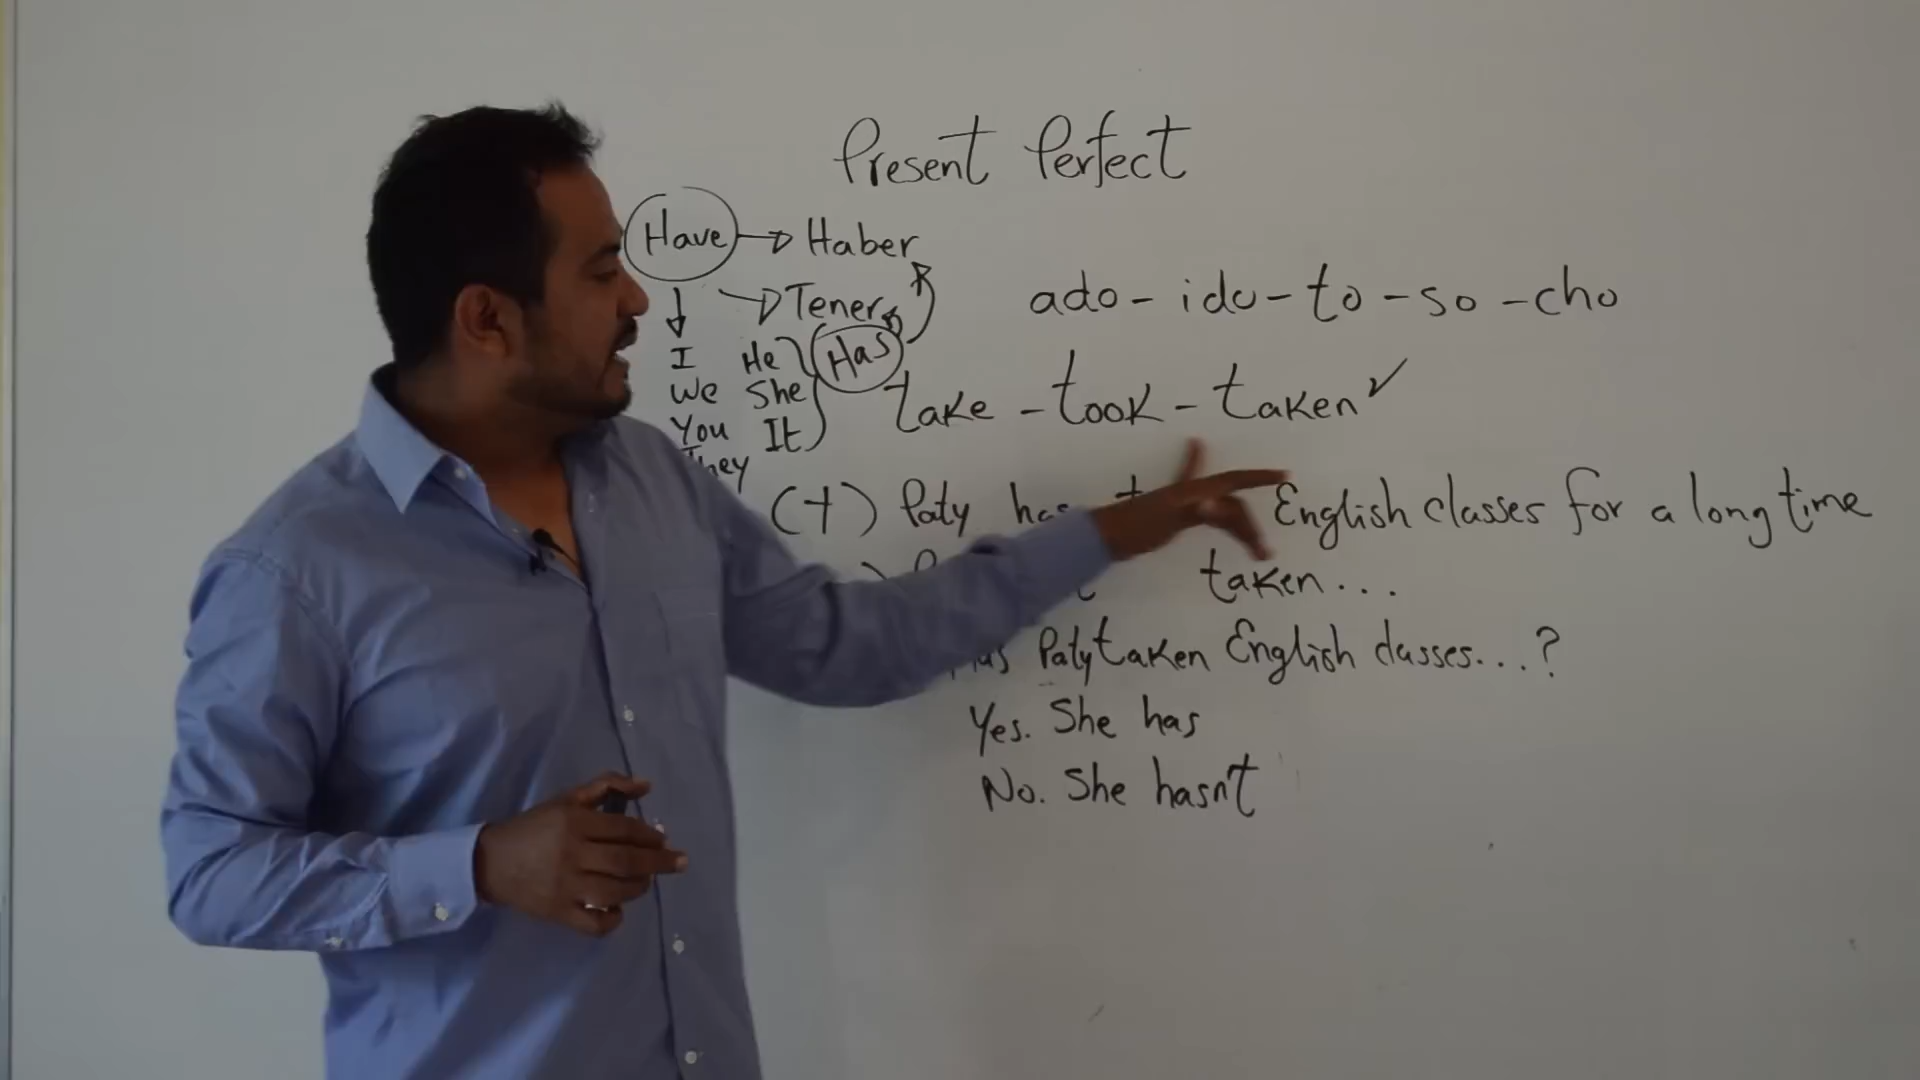 Present Perfect
Have → Haber
→ Tener
ado - ido - to - so - cho
I He Has
We She
You It
take - took - taken ✓
(+) Paty has English classes for a long time
taken...
Paty taken English classes...?
Yes. She has
No. She hasn't